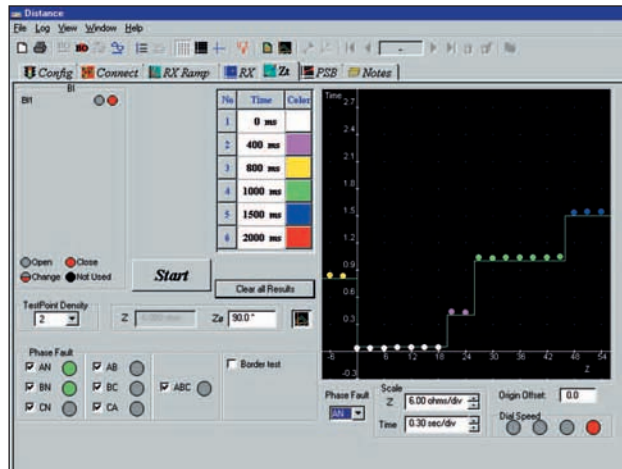 Distance
File Log View Window Help
Config Connect RX Ramp RX Zt PSB Notes
BI
BI1
Open Close
Change Not Used
No Time Color
1 0 ms
2 400 ms
3 800 ms
4 1000 ms
5 1500 ms
6 2000 ms
Start
Clear all Results
TestPoint Density
2
Z
Zø 90.0 °
Phase Fault
AN AB
BN BC ABC
CN CA
Border test
Time
2.7
2.4
2.1
1.8
1.5
1.2
0.9
0.6
0.3
-0.3
-6 0 6 12 18 24 30 36 42 48 54
Z
Phase Fault
AN
Scale
Z 6.00 ohms/div
Time 0.30 sec/div
Origin Offset: 0.0
Dial Speed